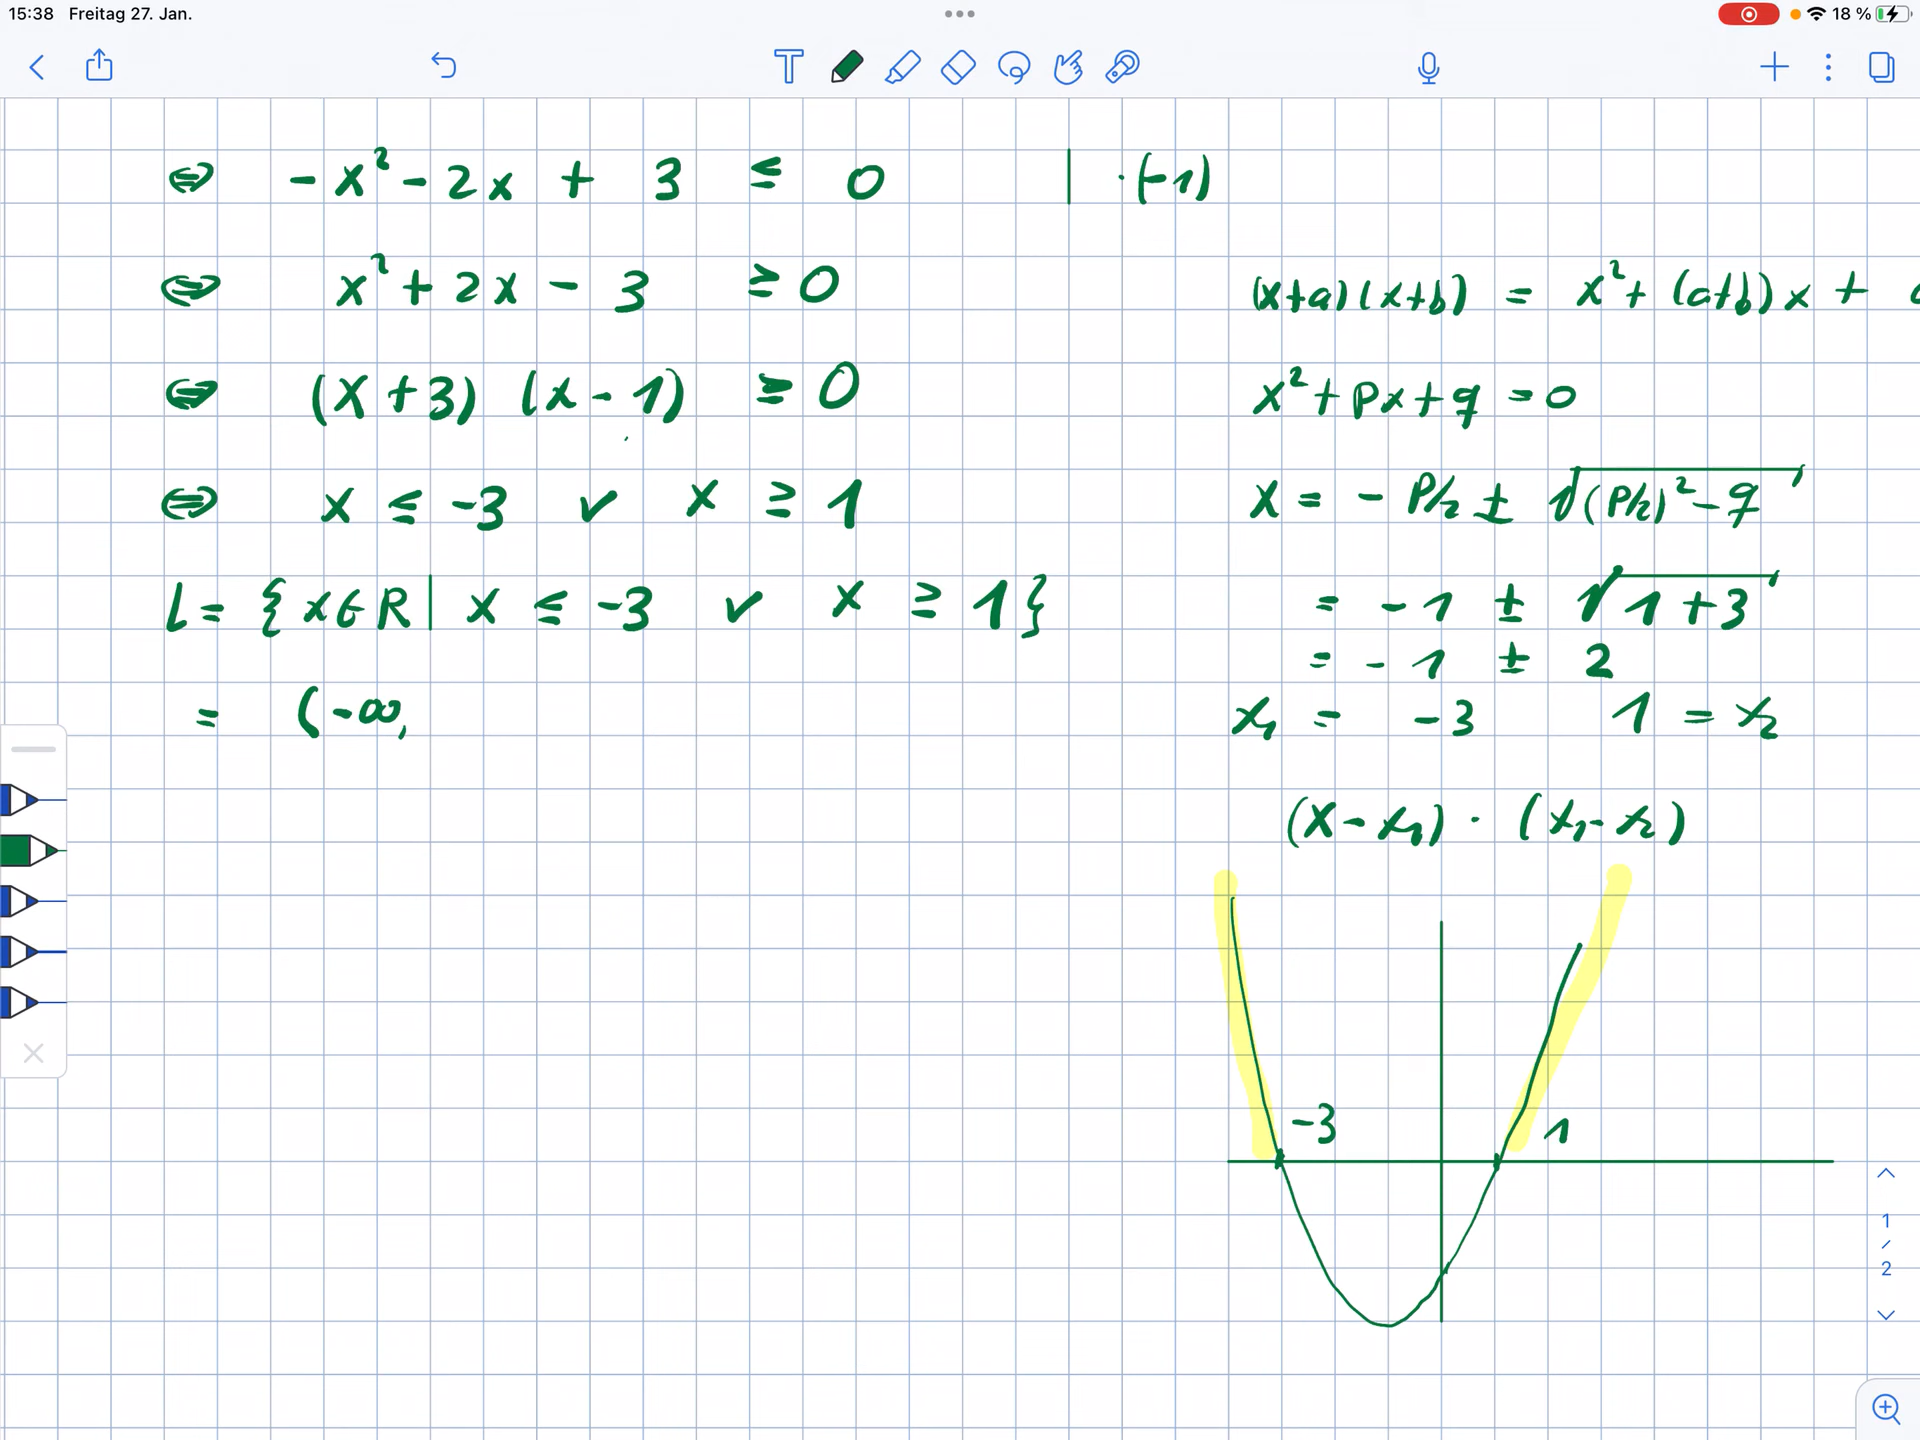 15:38 Freitag 27. Jan. 18 %
⇔ -x² - 2x + 3 ≤ 0 | ·(-1)
⇔ x² + 2x - 3 ≥ 0
⇔ (x+3) (x-1) ≥ 0
⇔ x ≤ -3 ∨ x ≥ 1
L = {x∈R | x ≤ -3 ∨ x ≥ 1}
= (-∞,
(x+a)(x+b) = x² + (a+b)x +
x² + px + q = 0
x = - p/2 ± √(p/2)² - q
= -1 ± √1+3
= -1 ± 2
x₁ = -3 1 = x₂
(x-x₁) · (x₁-x₂)
-3 1
1
/
2